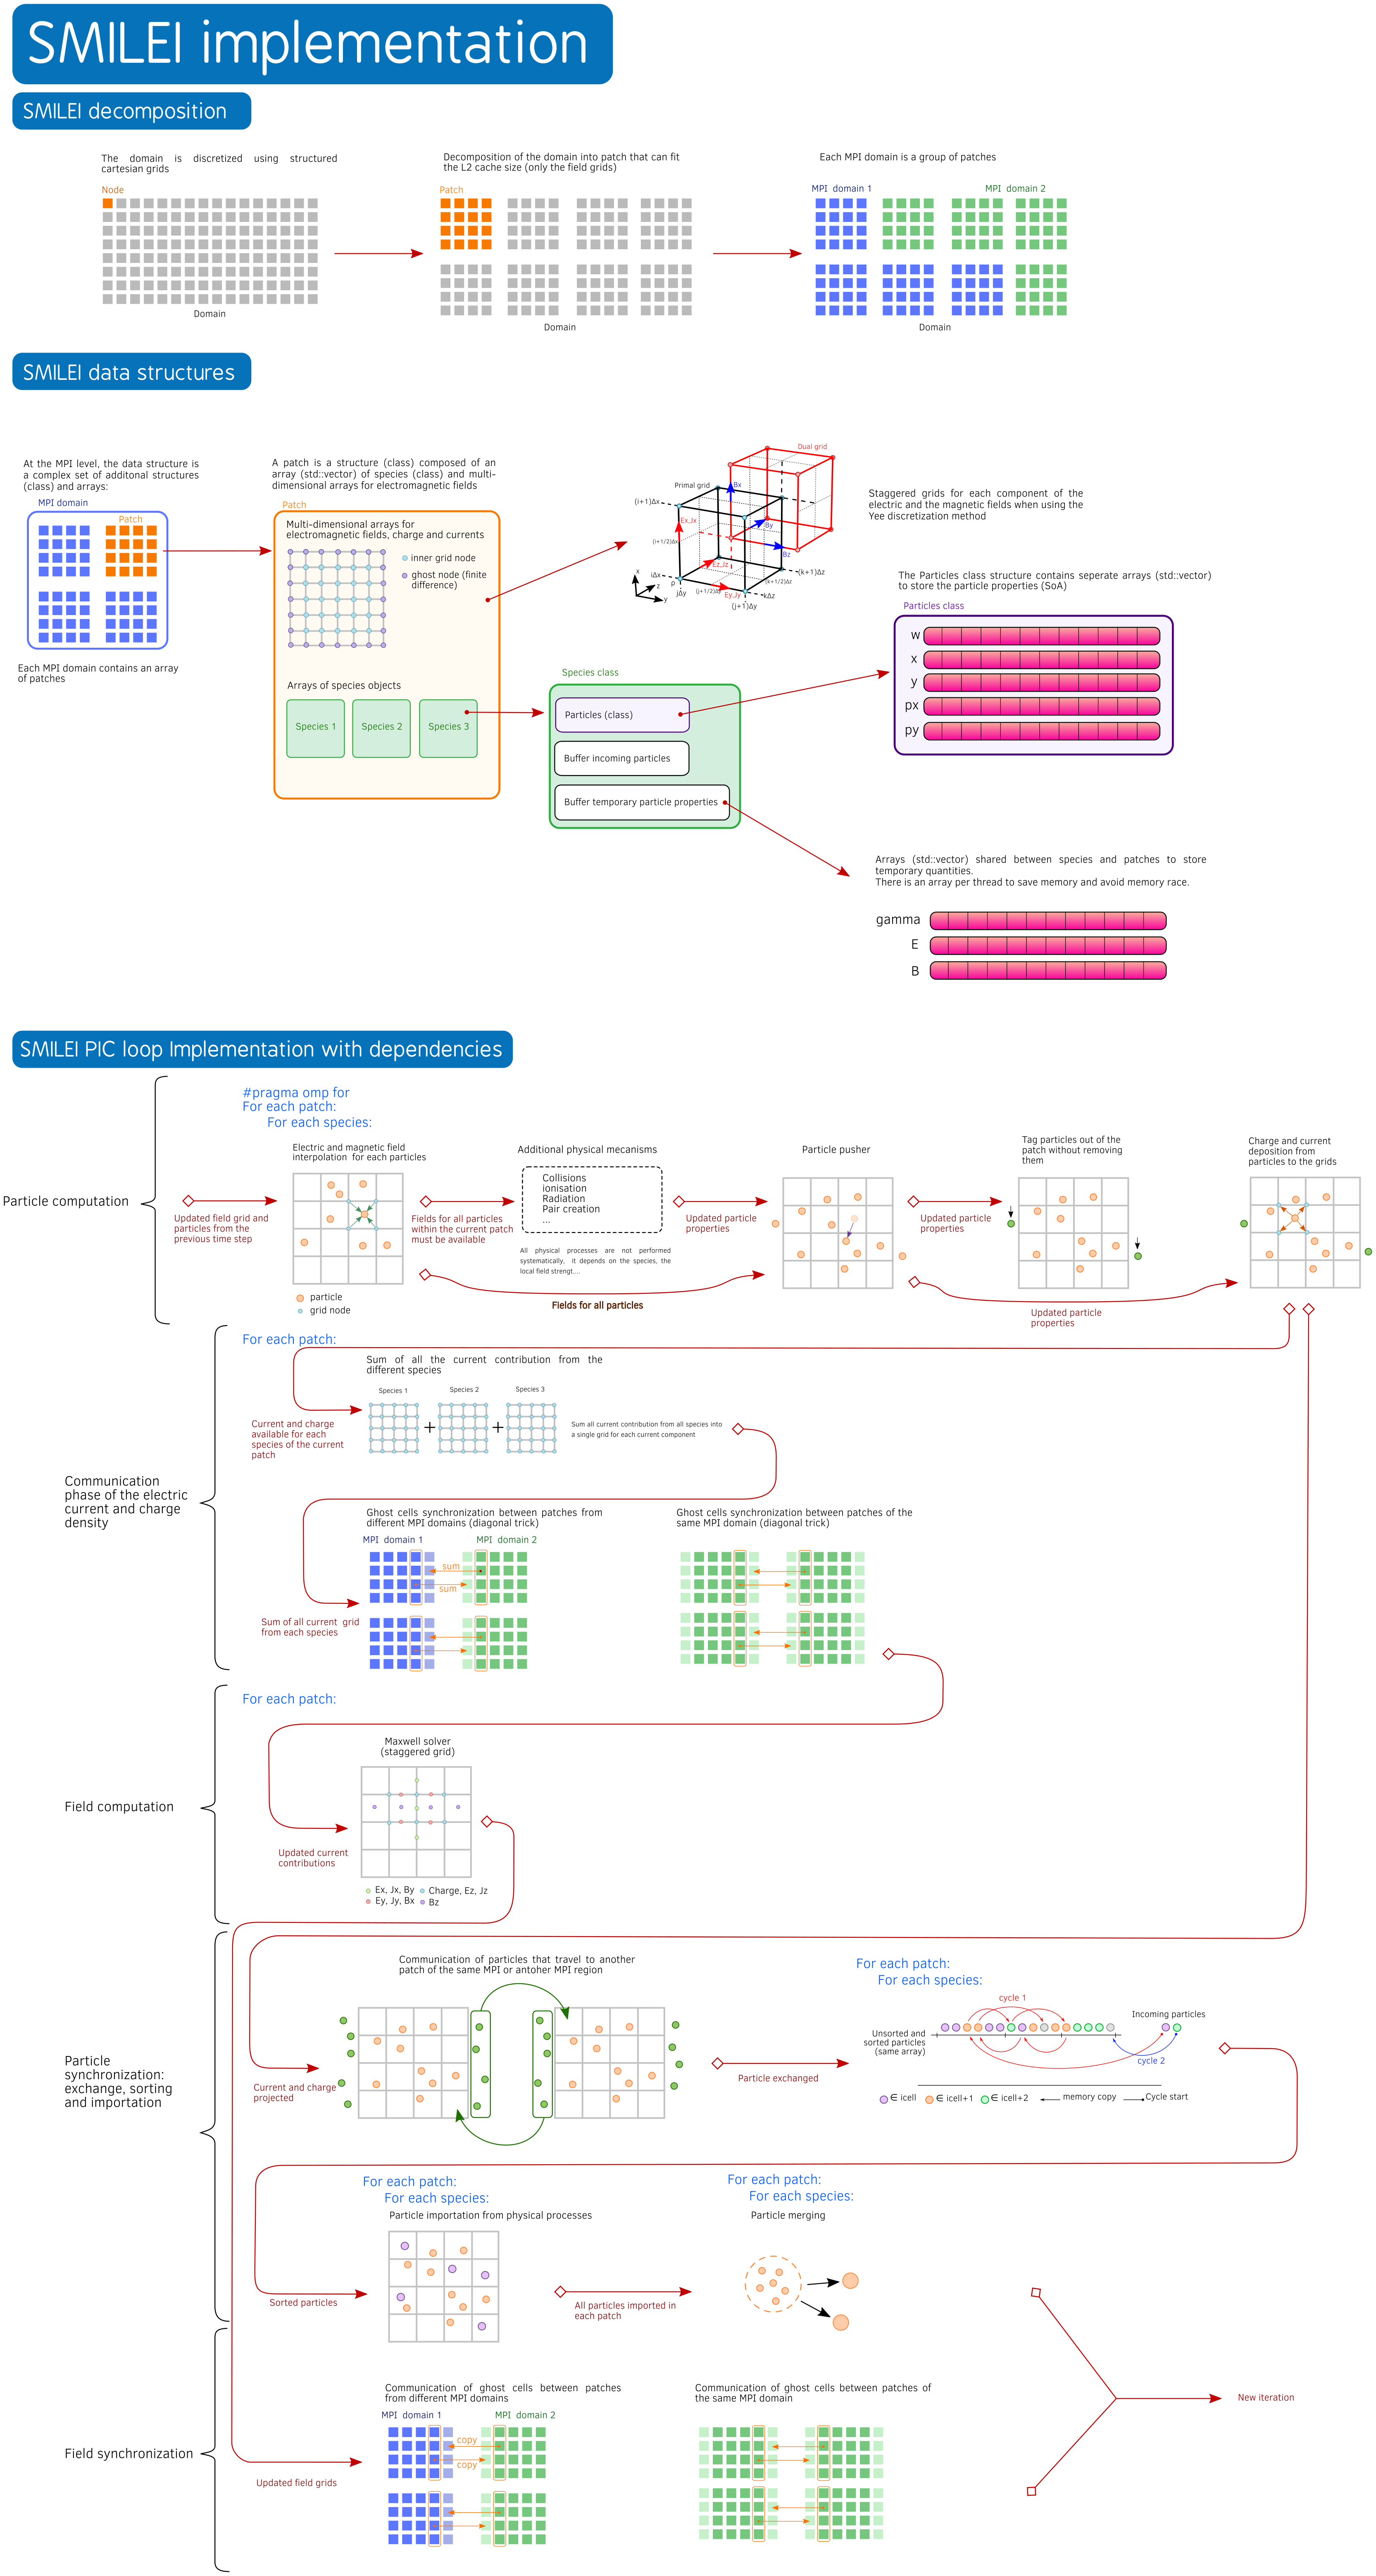 SMILEI implementation
SMILEI decomposition
The domain is discretized using structured
cartesian grids
Node
Domain
Decomposition of the domain into patch that can fit
the L2 cache size (only the field grids)
Patch
Domain
Each MPI domain is a group of patches
MPI domain 1
MPI domain 2
Domain
SMILEI data structures
At the MPI level, the data structure is
a complex set of additonal structures
(class) and arrays:
MPI domain
Patch
Each MPI domain contains an array
of patches
A patch is a structure (class) composed of an
array (std::vector) of species (class) and multi-
dimensional arrays for electromagnetic fields
Patch
Multi-dimensional arrays for
electromagnetic fields, charge and currents
inner grid node
ghost node (finite
difference)
Arrays of species objects
Species 1
Species 2
Species 3
Dual grid
Primal grid
Bx
(i+1)Δx
Ex,Jx
By
(i+1/2)Δx
Bz
Ez,Jz
(k+1)Δz
x
iΔx
z
ρ
(k+1/2)Δz
jΔy
(j+1/2)Δy
Ey,Jy
kΔz
y
(j+1)Δy
Staggered grids for each component of the
electric and the magnetic fields when using the
Yee discretization method
Species class
Particles (class)
Buffer incoming particles
Buffer temporary particle properties
The Particles class structure contains seperate arrays (std::vector)
to store the particle properties (SoA)
Particles class
w
x
y
px
py
Arrays (std::vector) shared between species and patches to store
temporary quantities.
There is an array per thread to save memory and avoid memory race.
gamma
E
B
SMILEI PIC loop Implementation with dependencies
Particle computation
#pragma omp for
For each patch:
For each species:
Updated field grid and
particles from the
previous time step
Electric and magnetic field
interpolation for each particles
particle
grid node
Fields for all particles
within the current patch
must be available
Additional physical mechanisms
Collisions
ionisation
Radiation
Pair creation
...
All physical processes are not performed
systematically, it depends on the species, the
local field strengt....
Fields for all particles
Updated particle
properties
Particle pusher
Updated particle
properties
Tag particles out of the
patch without removing
them
Updated particle
properties
Charge and current
deposition from
particles to the grids
Communication
phase of the electric
current and charge
density
For each patch:
Current and charge
available for each
species of the current
patch
Sum of all the current contribution from the
different species
Species 1
Species 2
Species 3
+
+
Sum all current contribution from all species into
a single grid for each current component
Sum of all current grid
from each species
Ghost cells synchronization between patches from
different MPI domains (diagonal trick)
MPI domain 1
MPI domain 2
sum
sum
Ghost cells synchronization between patches of the
same MPI domain (diagonal trick)
Field computation
For each patch:
Updated current
contributions
Maxwell solver
(staggered grid)
Ex, Jx, By
Charge, Ez, Jz
Ey, Jy, Bx
Bz
Particle
synchronization:
exchange, sorting
and importation
Current and charge
projected
Communication of particles that travel to another
patch of the same MPI or antoher MPI region
Particle exchanged
For each patch:
For each species:
cycle 1
Incoming particles
Unsorted and
sorted particles
(same array)
cycle 2
∈ icell
∈ icell+1
∈ icell+2
memory copy
Cycle start
Sorted particles
For each patch:
For each species:
Particle importation from physical processes
All particles imported in
each patch
For each patch:
For each species:
Particle merging
Field synchronization
Updated field grids
Communication of ghost cells between patches
from different MPI domains
MPI domain 1
MPI domain 2
copy
copy
Communication of ghost cells between patches of
the same MPI domain
New iteration